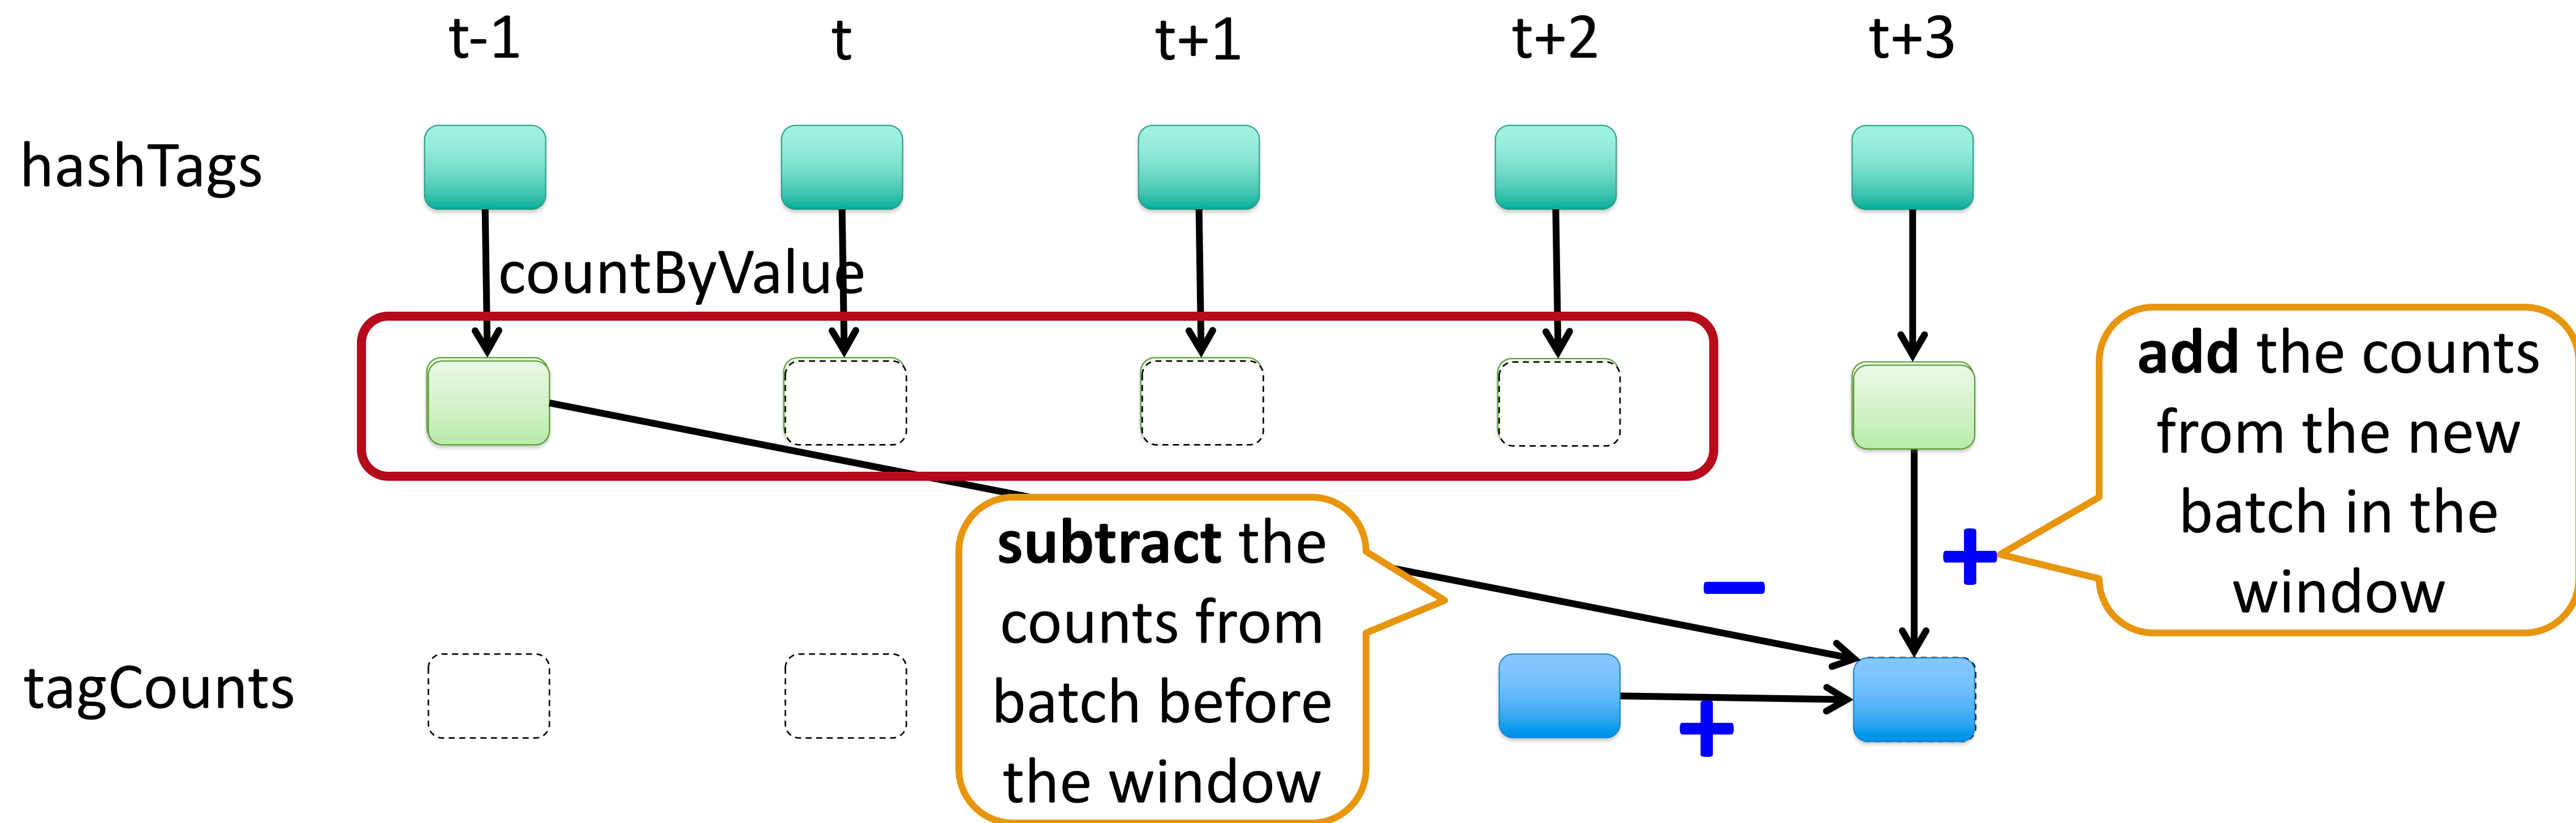 t-1 t t+1 t+2 t+3
hashTags
countByValue
add the counts
from the new
batch in the
window
+
subtract the
counts from
batch before
the window
–
tagCounts
+